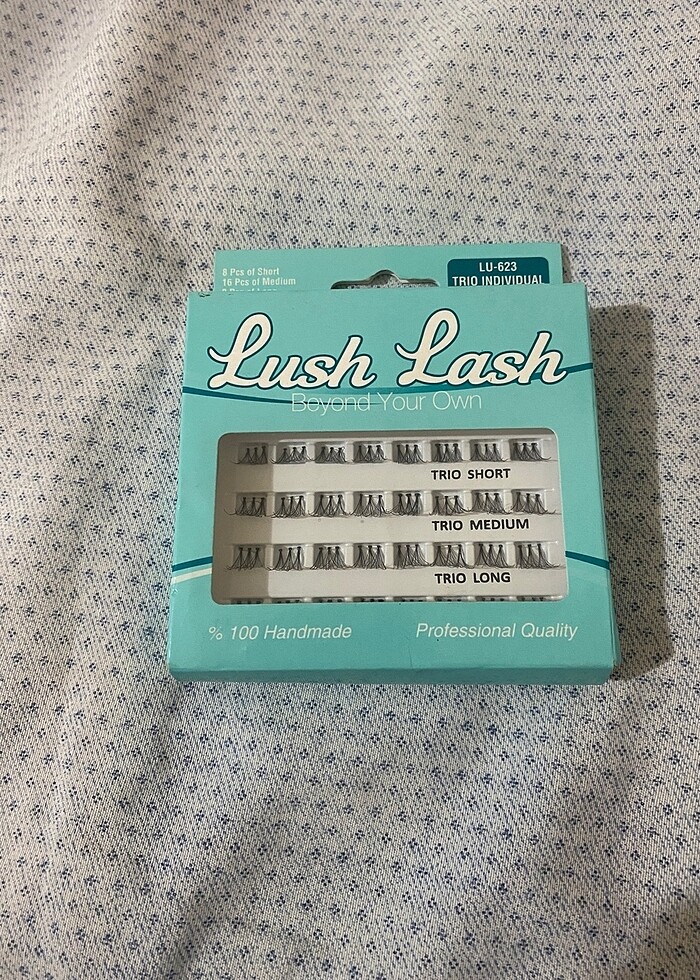 8 Pcs of Short
16 Pcs of Medium
LU-623
TRIO INDIVIDUAL
Lush Lash
Beyond Your Own
TRIO SHORT
TRIO MEDIUM
TRIO LONG
% 100 Handmade
Professional Quality